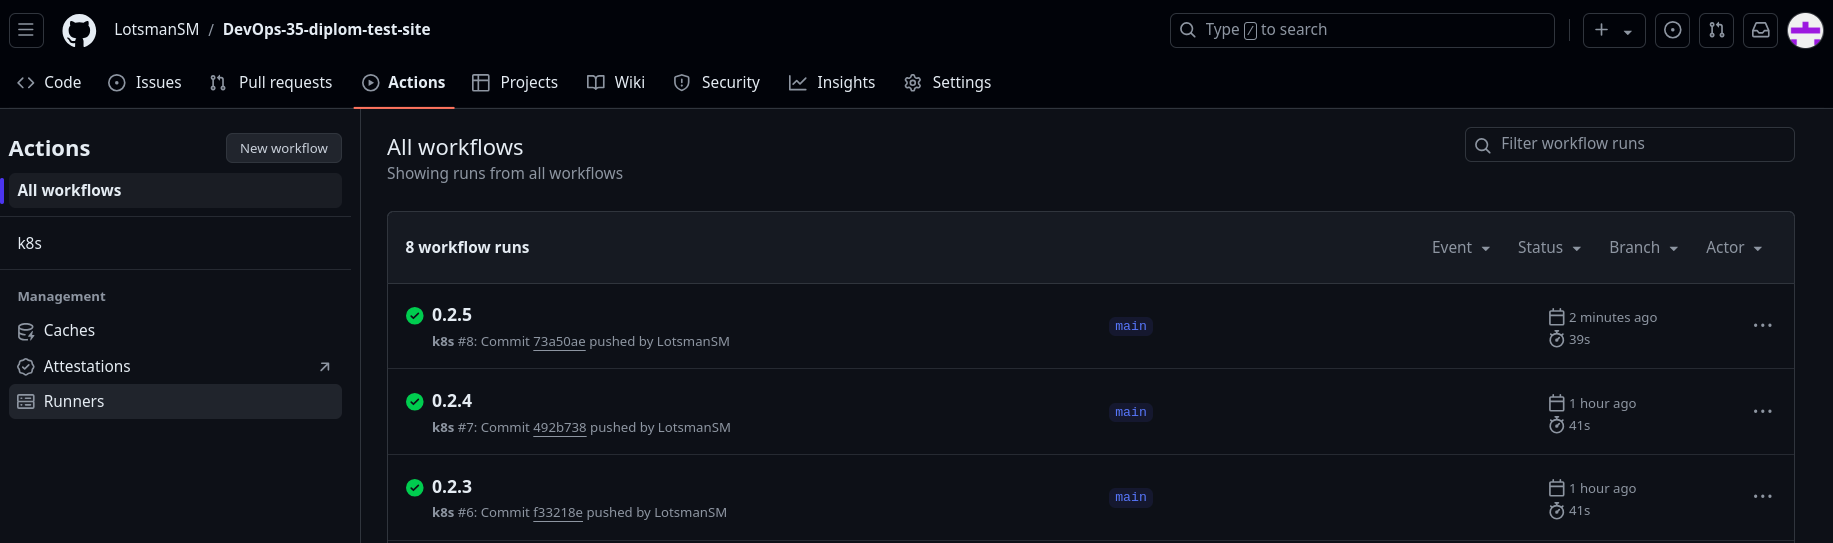 LotsmanSM / DevOps-35-diplom-test-site
Type / to search
Code Issues Pull requests Actions Projects Wiki Security Insights Settings
Actions
New workflow
All workflows
k8s
Management
Caches
Attestations
Runners
All workflows
Showing runs from all workflows
Filter workflow runs
8 workflow runs
Event Status Branch Actor
0.2.5
k8s #8: Commit 73a50ae pushed by LotsmanSM
main
2 minutes ago
39s
0.2.4
k8s #7: Commit 492b738 pushed by LotsmanSM
main
1 hour ago
41s
0.2.3
k8s #6: Commit f33218e pushed by LotsmanSM
main
1 hour ago
41s